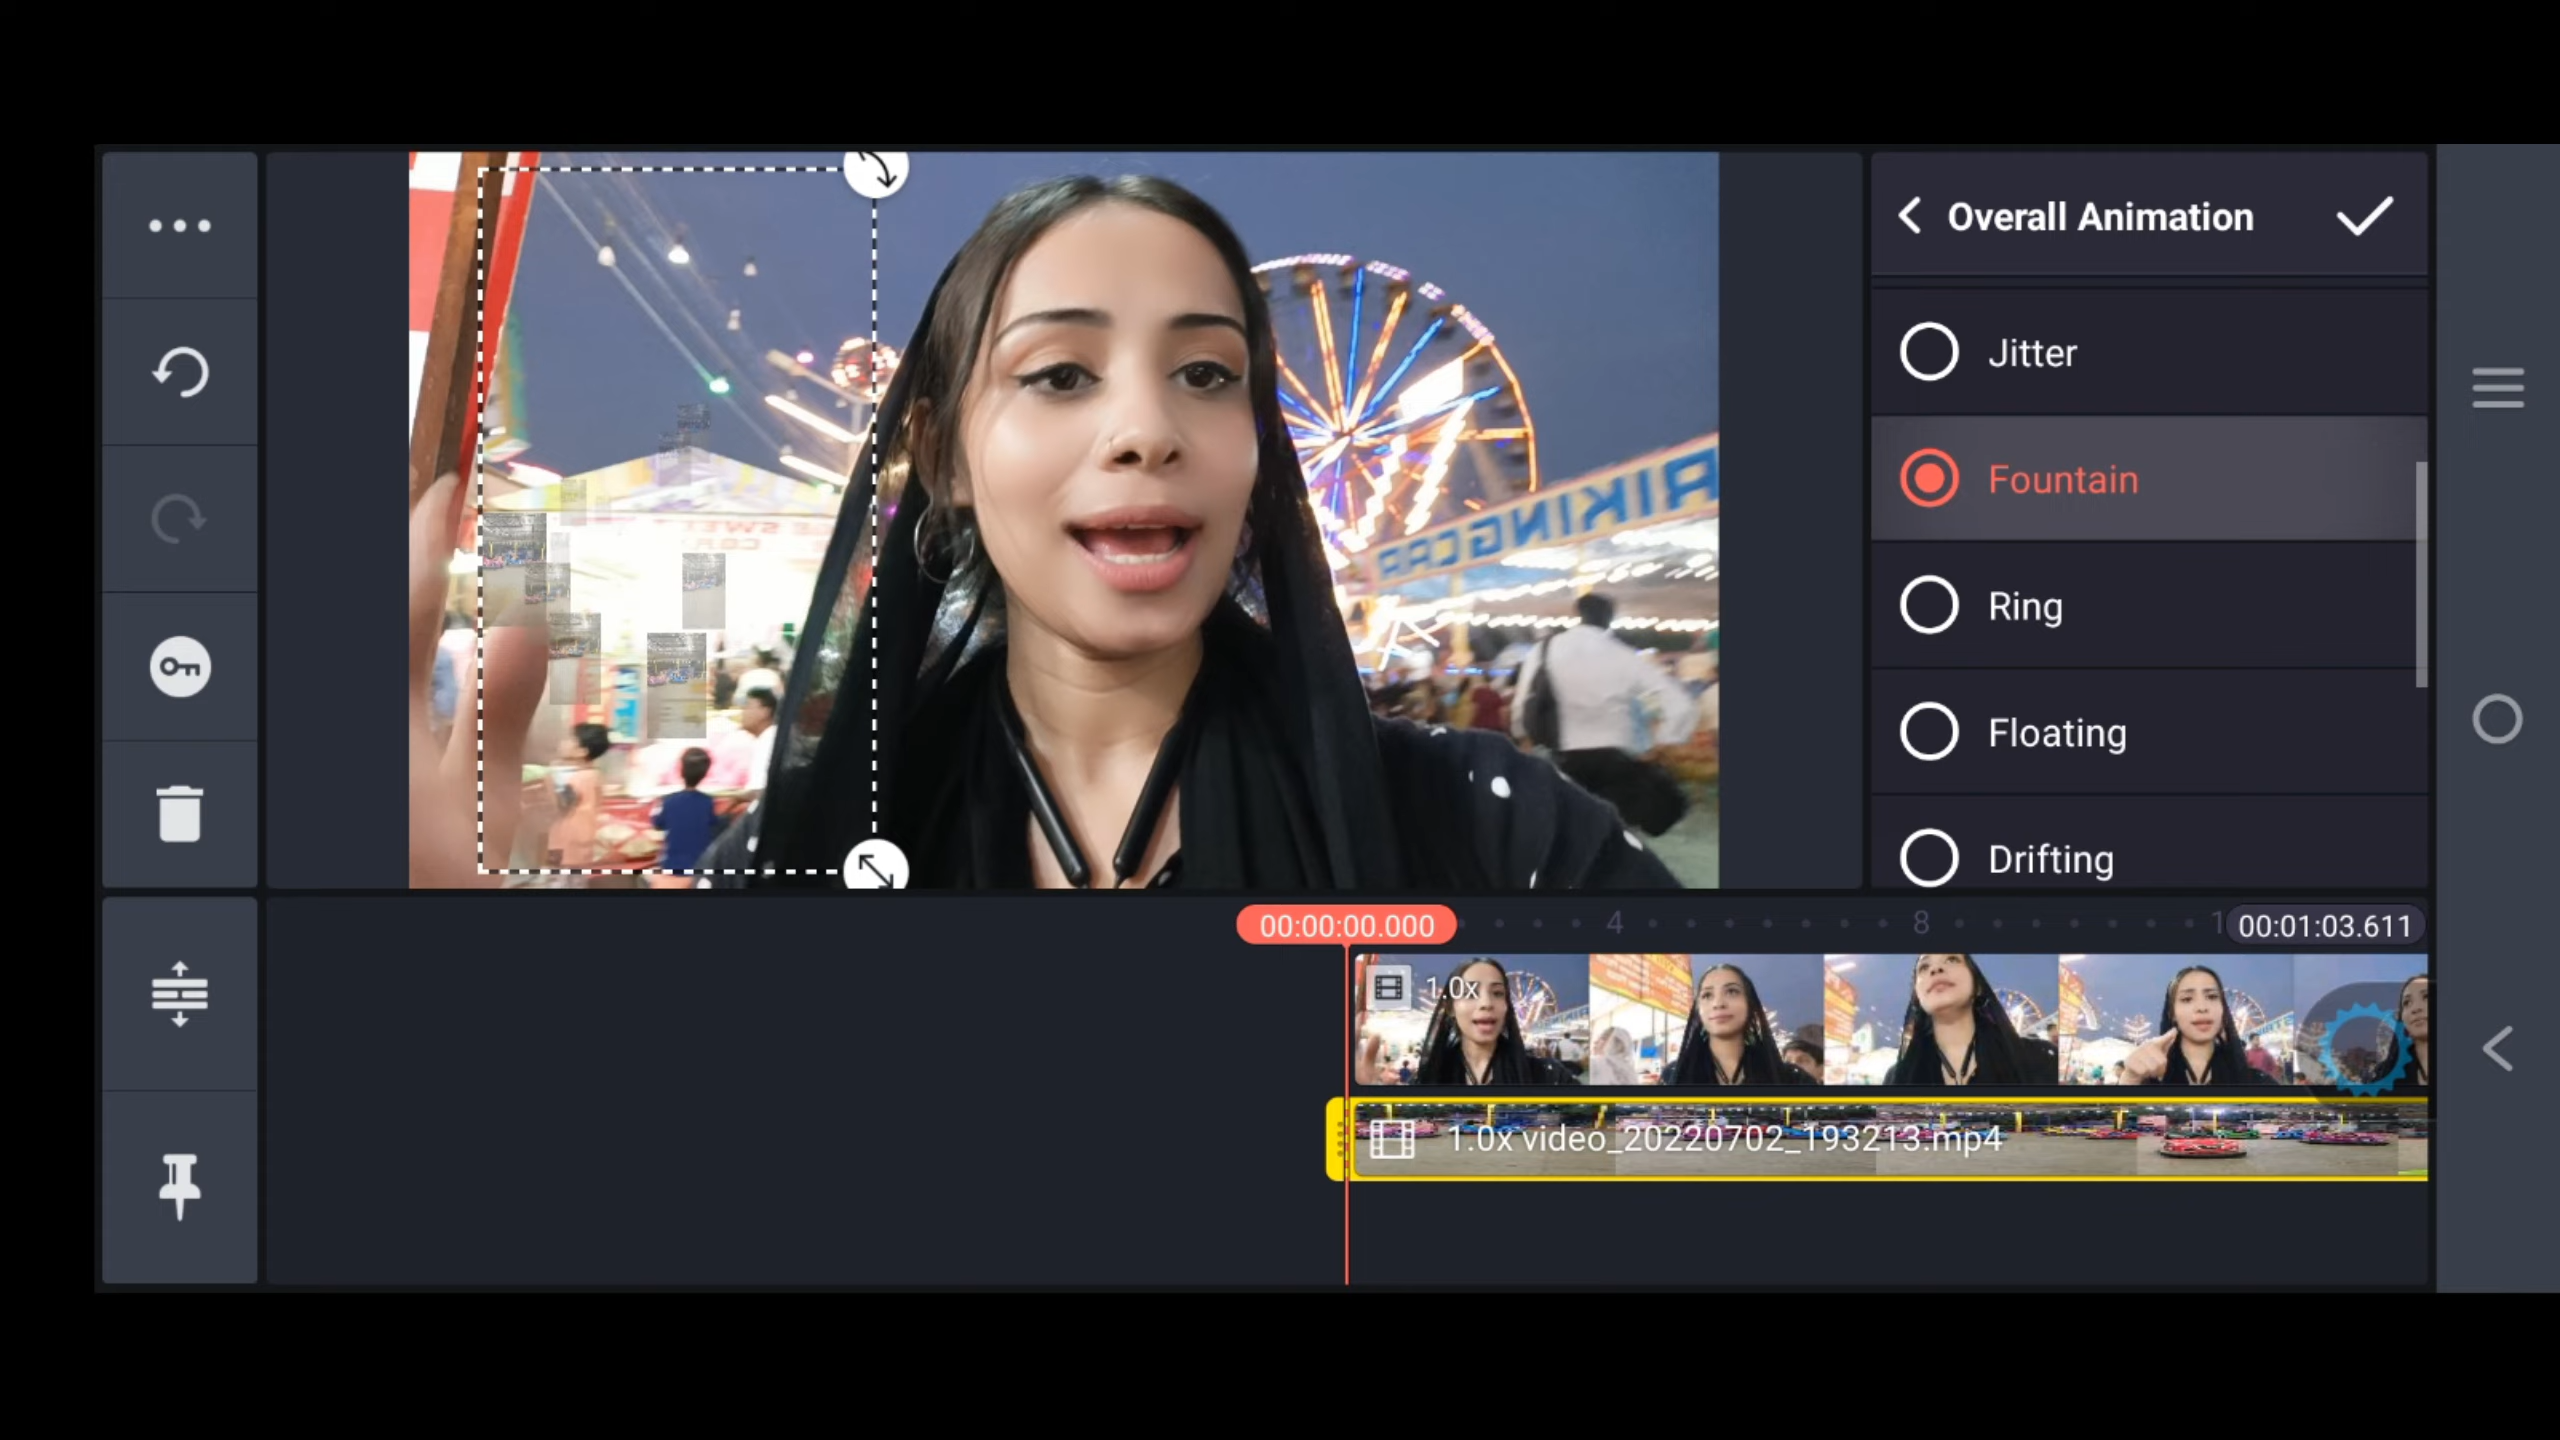 Overall Animation
Jitter
Fountain
Ring
Floating
Drifting
00:00:00.000
4
8
00:01:03.611
1.0x
1.0x video_20220702_193213.mp4